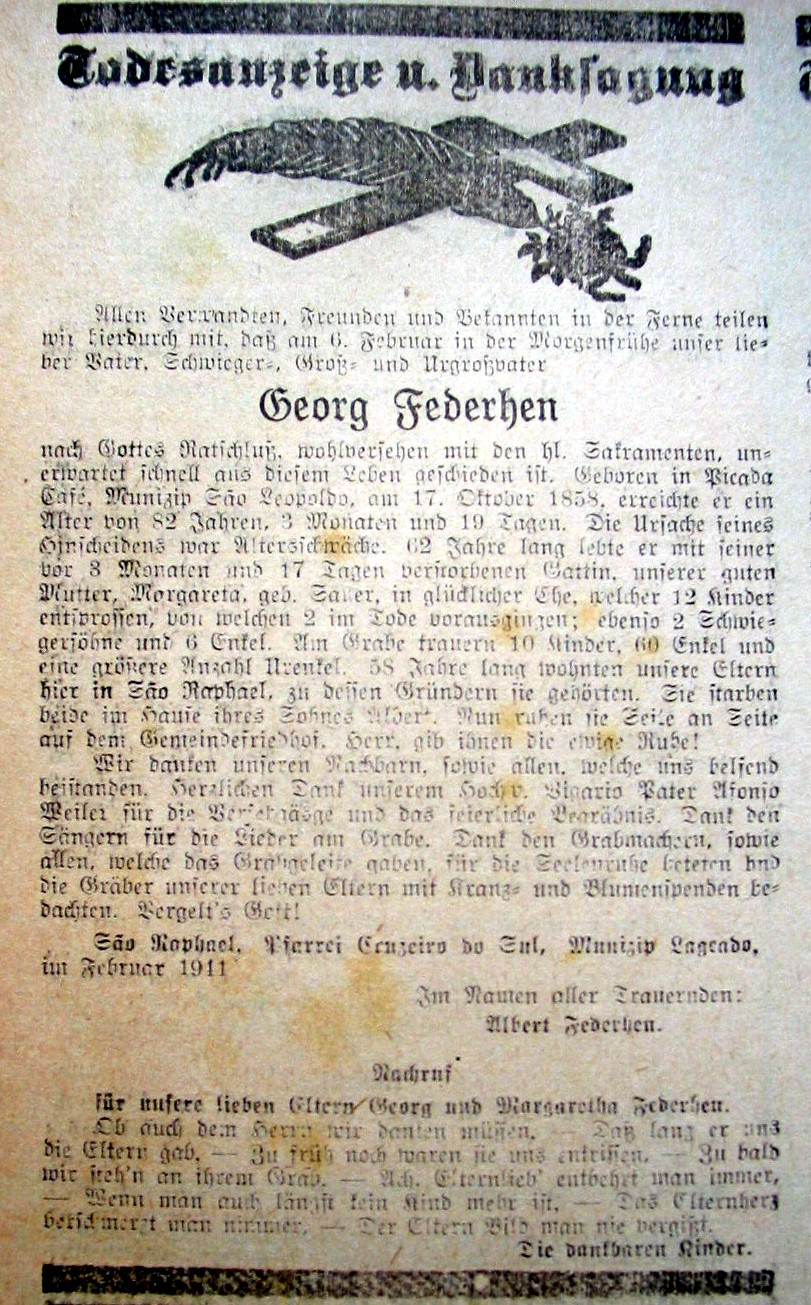 Todesanzeige u. Danksagung
Allen Verwandten, Freunden und Bekannten in der Ferne teilen
wir hierdurch mit, daß am 6. Februar in der Morgenfrühe unser lie=
ber Vater, Schwieger=, Groß= und Urgroßvater
Georg Federhen
nach Gottes Ratschluß, wohlversehen mit den hl. Sakramenten, un=
erwartet schnell aus diesem Leben geschieden ist. Geboren in Picada
Café, Munizip São Leopoldo, am 17. Oktober 1858, erreichte er ein
Alter von 82 Jahren, 3 Monaten und 19 Tagen. Die Ursache seines
Hinscheidens war Altersschwäche. 62 Jahre lang lebte er mit seiner
vor 3 Monaten und 17 Tagen verstorbenen Gattin, unserer guten
Mutter, Margareta, geb. Sauer, in glücklicher Ehe, welcher 12 Kinder
entsprossen, von welchen 2 im Tode vorausgingen; ebenso 2 Schwie=
gersöhne und 6 Enkel. Am Grabe trauern 10 Kinder, 60 Enkel und
eine größere Anzahl Urenkel. 58 Jahre lang wohnten unsere Eltern
hier in São Raphael, zu dessen Gründern sie gehörten. Sie starben
beide im Hause ihres Sohnes Albert. Nun ruhen sie Seite an Seite
auf dem Gemeindefriedhof. Herr, gib ihnen die ewige Ruhe!
Wir danken unseren Nachbarn, sowie allen, welche uns helfend
beistanden. Herzlichen Dank unserem Hochw. Vicario Pater Afonso
Weiler für die Versehgänge und das feierliche Begräbnis. Dank den
Sängern für die Lieder am Grabe. Dank den Grabmachern, sowie
allen, welche das Grabgeleite gaben, für die Seelenruhe beteten und
die Gräber unserer lieben Eltern mit Kranz= und Blumenspenden be=
dachten. Vergelt's Gott!
São Raphael, Pfarrei Cruzeiro do Sul, Munizip Lageado,
im Februar 1941
Im Namen aller Trauernden:
Albert Federhen.
Nachruf
für unsere lieben Eltern Georg und Margaretha Federhen.
Ob auch dem Herrn wir danken müssen, — Daß lang er uns
die Eltern gab, — Zu früh noch waren sie uns entrissen, — Zu bald
wir steh'n an ihrem Grab. — Ach, Elternlieb' entbehrt man immer,
— Wenn man auch längst kein Kind mehr ist, — Das Elternherz
verschmerzt man nimmer, — Der Eltern Bild man nie vergißt.
Die dankbaren Kinder.